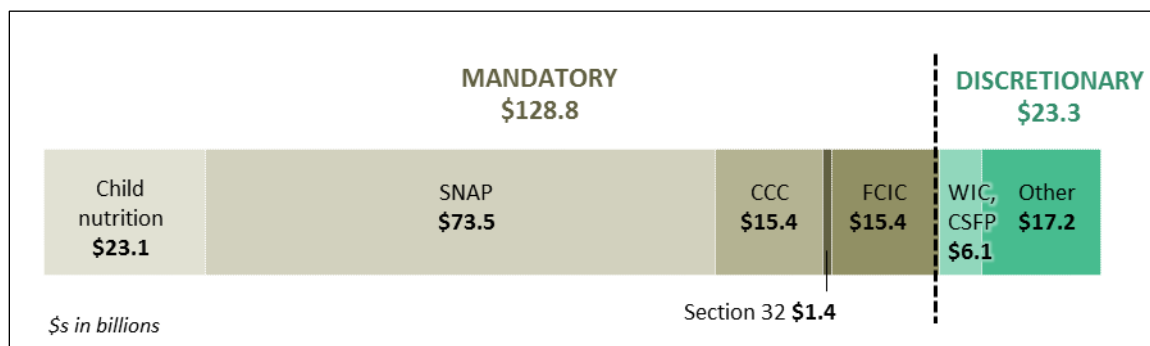 MANDATORY
$128.8
DISCRETIONARY
$23.3
Child
nutrition
$23.1
SNAP
$73.5
CCC
$15.4
FCIC
$15.4
WIC,
CSFP
$6.1
Other
$17.2
Section 32 $1.4
$s in billions